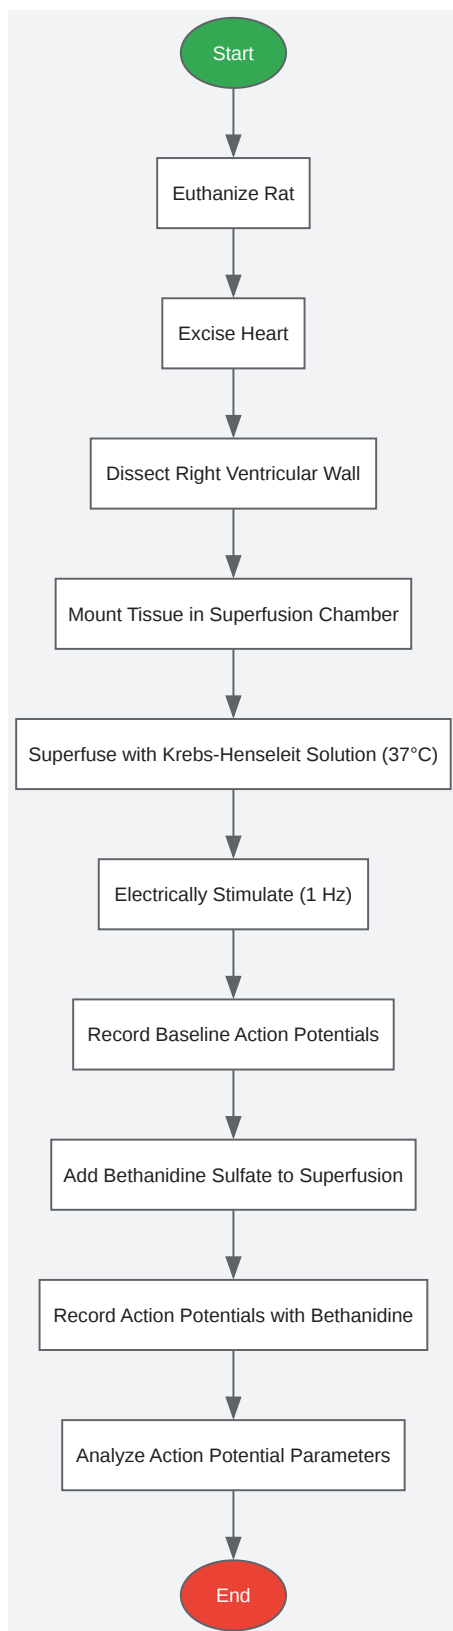 Start
Euthanize Rat
Excise Heart
Dissect Right Ventricular Wall
Mount Tissue in Superfusion Chamber
Superfuse with Krebs-Henseleit Solution (37°C)
Electrically Stimulate (1 Hz)
Record Baseline Action Potentials
Add Bethanidine Sulfate to Superfusion
Record Action Potentials with Bethanidine
Analyze Action Potential Parameters
End